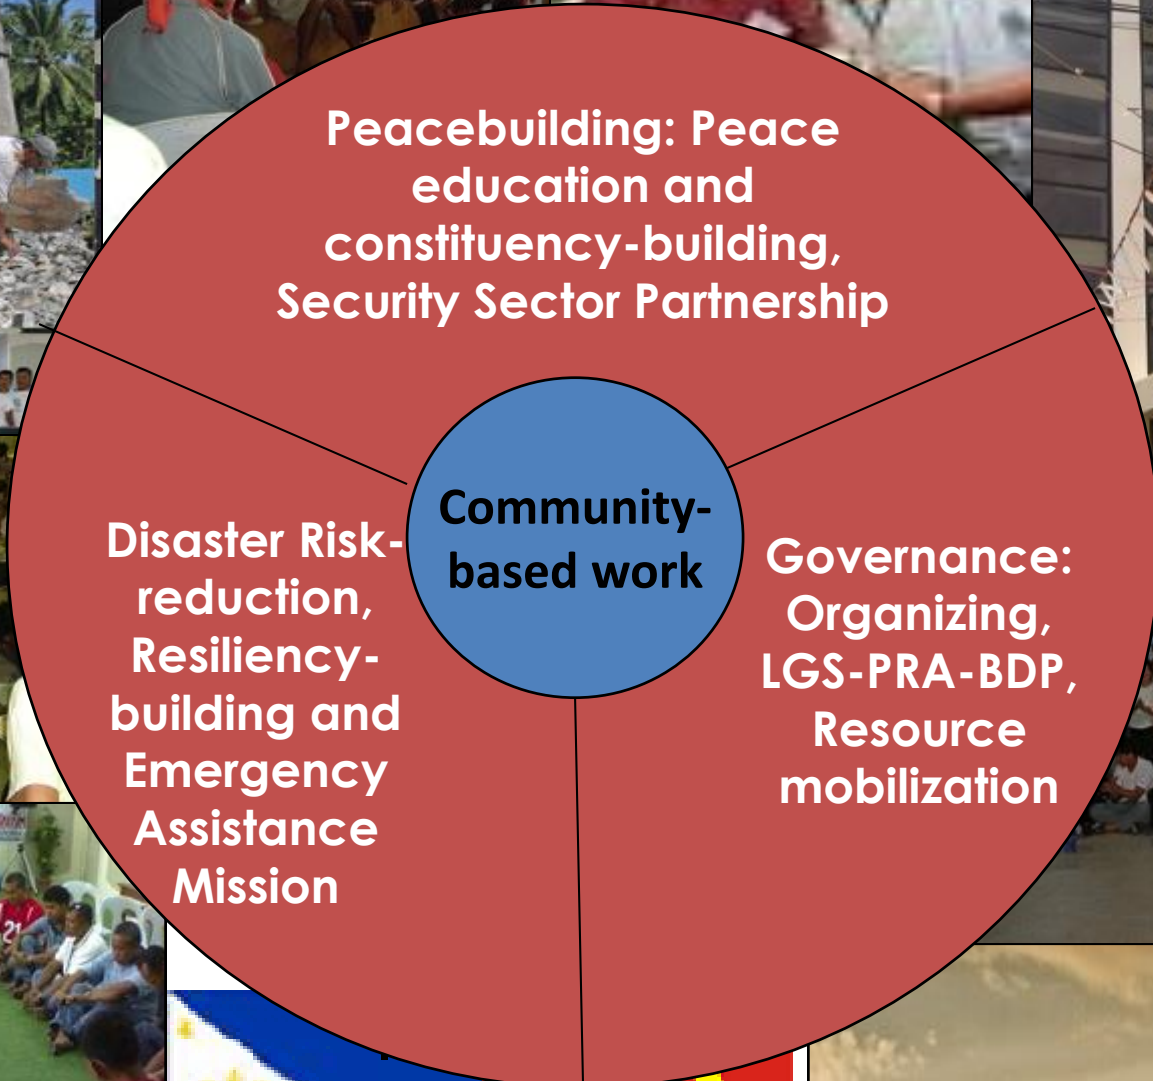 Peacebuilding: Peace
education and
constituency-building,
Security Sector Partnership
Community-
based work
Disaster Risk-
reduction,
Resiliency-
building and
Emergency
Assistance
Mission
Governance:
Organizing,
LGS-PRA-BDP,
Resource
mobilization
21